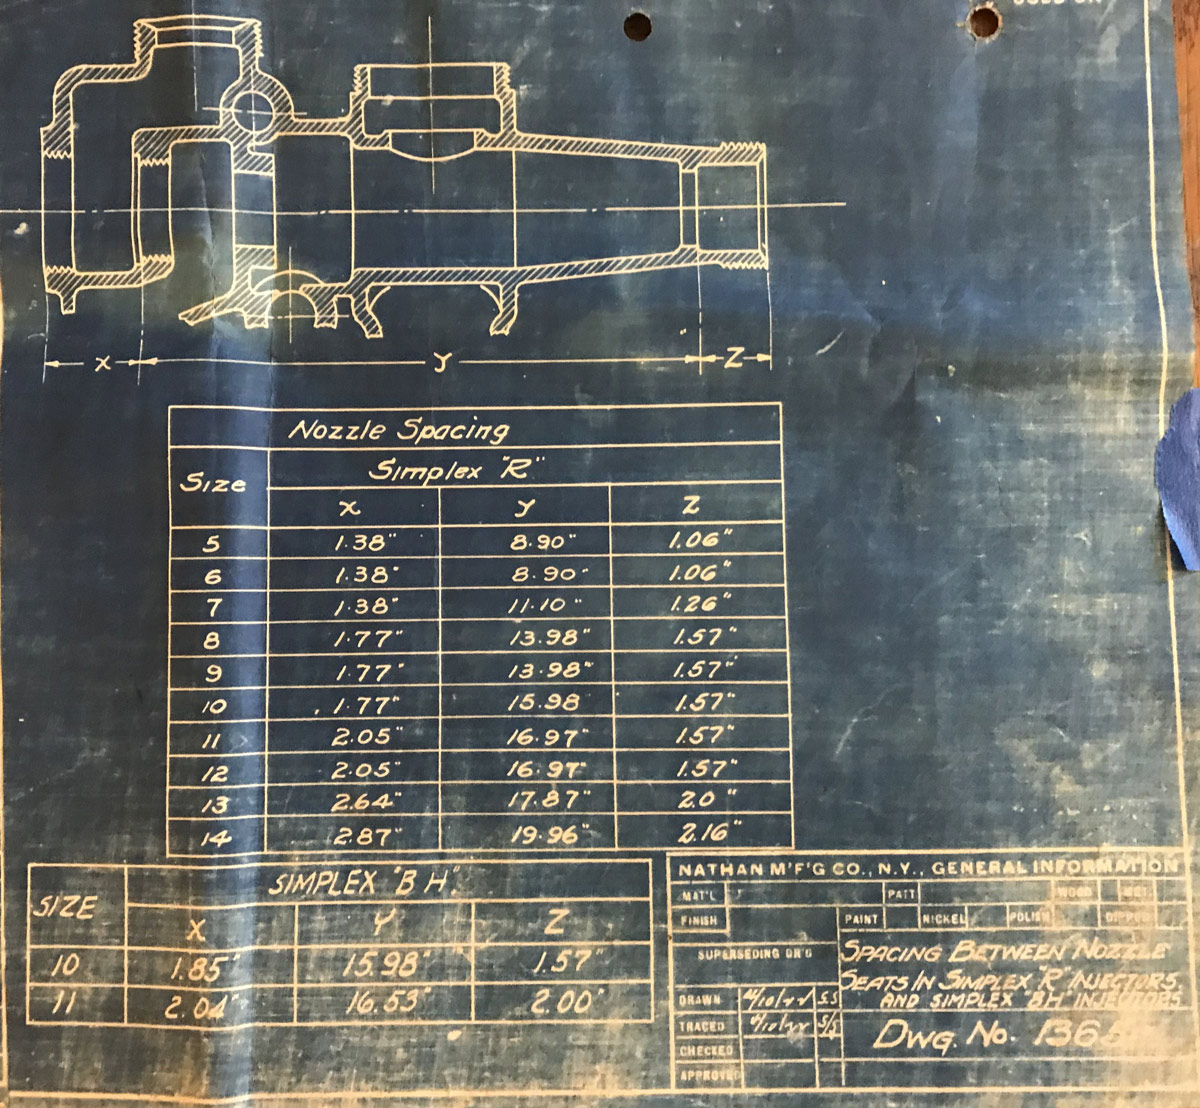 X Y Z
Nozzle Spacing
Size Simplex "R"
X Y Z
5 1.38" 8.90" 1.06"
6 1.38" 8.90" 1.06"
7 1.38" 11.10" 1.26"
8 1.77" 13.98" 1.57"
9 1.77" 13.98" 1.57"
10 1.77" 15.98 1.57"
11 2.05" 16.97" 1.57"
12 2.05" 16.97" 1.57"
13 2.64" 17.87" 2.0"
14 2.87" 19.96" 2.16"
SIZE SIMPLEX "BH".
X Y Z
10 1.85" 15.98" 1.57"
11 2.04" 16.53" 2.00"
NATHAN M'F'G CO., N.Y., GENERAL INFORMATION
MAT'L PATT WOOD MET.
FINISH PAINT NICKEL POLISH
SUPERSEDING DR'G
SPACING BETWEEN NOZZLE
SEATS IN SIMPLEX "R" INJECTORS
AND SIMPLEX "BH" INJECTORS
DRAWN S.S
TRACED S/S
DWG. No.
CHECKED
APPROVED